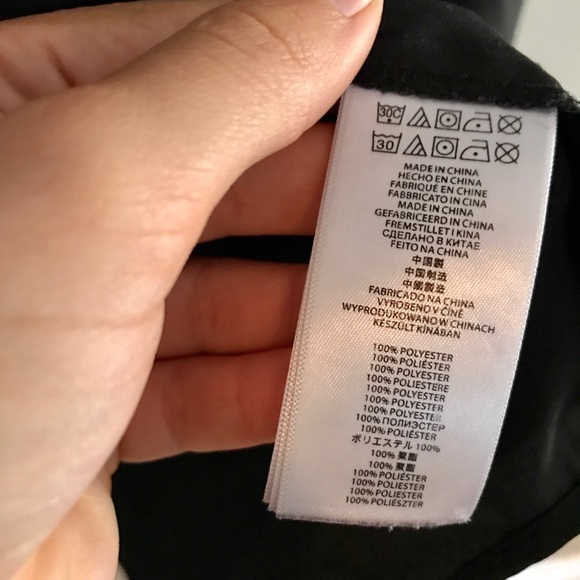 30C
30
MADE IN CHINA
HECHO EN CHINA
FABRIQUÉ EN CHINE
FABBRICATO IN CINA
MADE IN CHINA
GEFABRICEERD IN CHINA
FREMSTILLET I KINA
СДЕЛАНО В КИТАЕ
FEITO NA CHINA
中国製
中国制造
中國製造
FABRICADO NA CHINA
VYROBENO V ČÍNĚ
WYPRODUKOWANO W CHINACH
KÉSZÜLT KÍNÁBAN
100% POLYESTER
100% POLIÉSTER
100% POLYESTER
100% POLIESTERE
100% POLYESTER
100% POLYESTER
100% POLYESTER
100% ПОЛИЭСТЕР
100% POLIÉSTER
ポリエステル 100%
100% 聚酯
100% 聚酯
100% POLIÉSTER
100% POLYESTER
100% POLIESTER
100% POLIÉSZTER